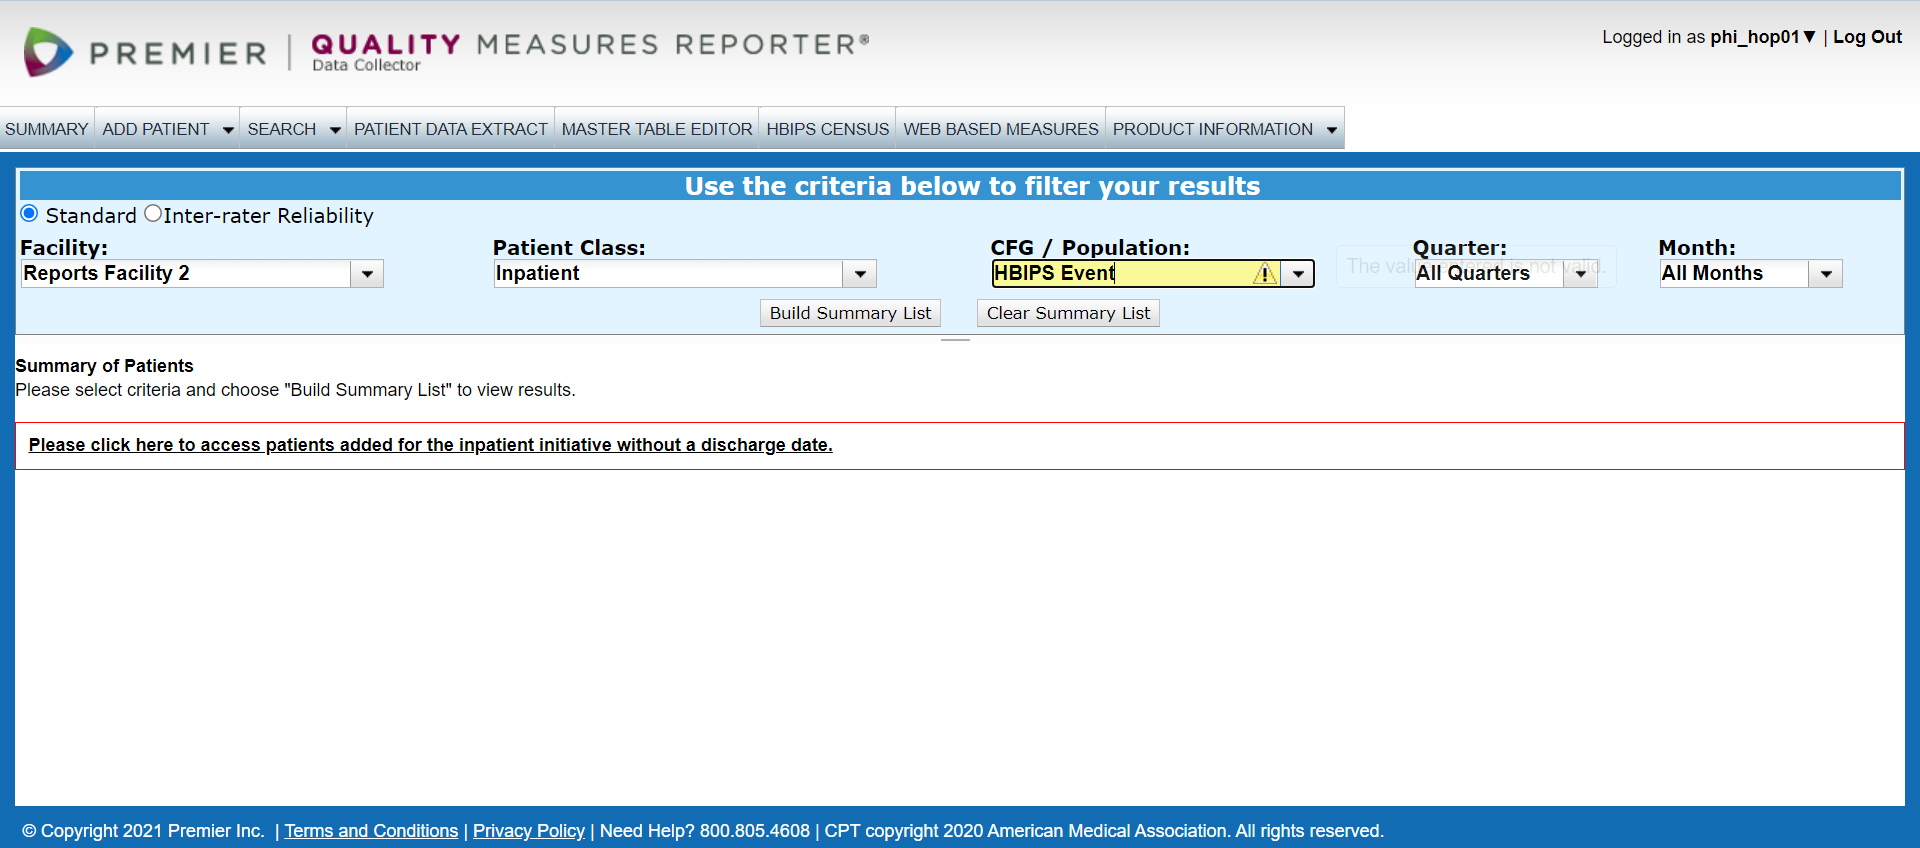 PREMIER | QUALITY MEASURES REPORTER®
Data Collector
Logged in as phi_hop01▼ | Log Out
SUMMARY ADD PATIENT SEARCH PATIENT DATA EXTRACT MASTER TABLE EDITOR HBIPS CENSUS WEB BASED MEASURES PRODUCT INFORMATION
Use the criteria below to filter your results
Standard Inter-rater Reliability
Facility: Patient Class: CFG / Population: Quarter: Month:
Reports Facility 2 Inpatient HBIPS Event The value entered is not valid. All Quarters All Months
Build Summary List Clear Summary List
Summary of Patients
Please select criteria and choose "Build Summary List" to view results.
Please click here to access patients added for the inpatient initiative without a discharge date.
© Copyright 2021 Premier Inc. | Terms and Conditions | Privacy Policy | Need Help? 800.805.4608 | CPT copyright 2020 American Medical Association. All rights reserved.